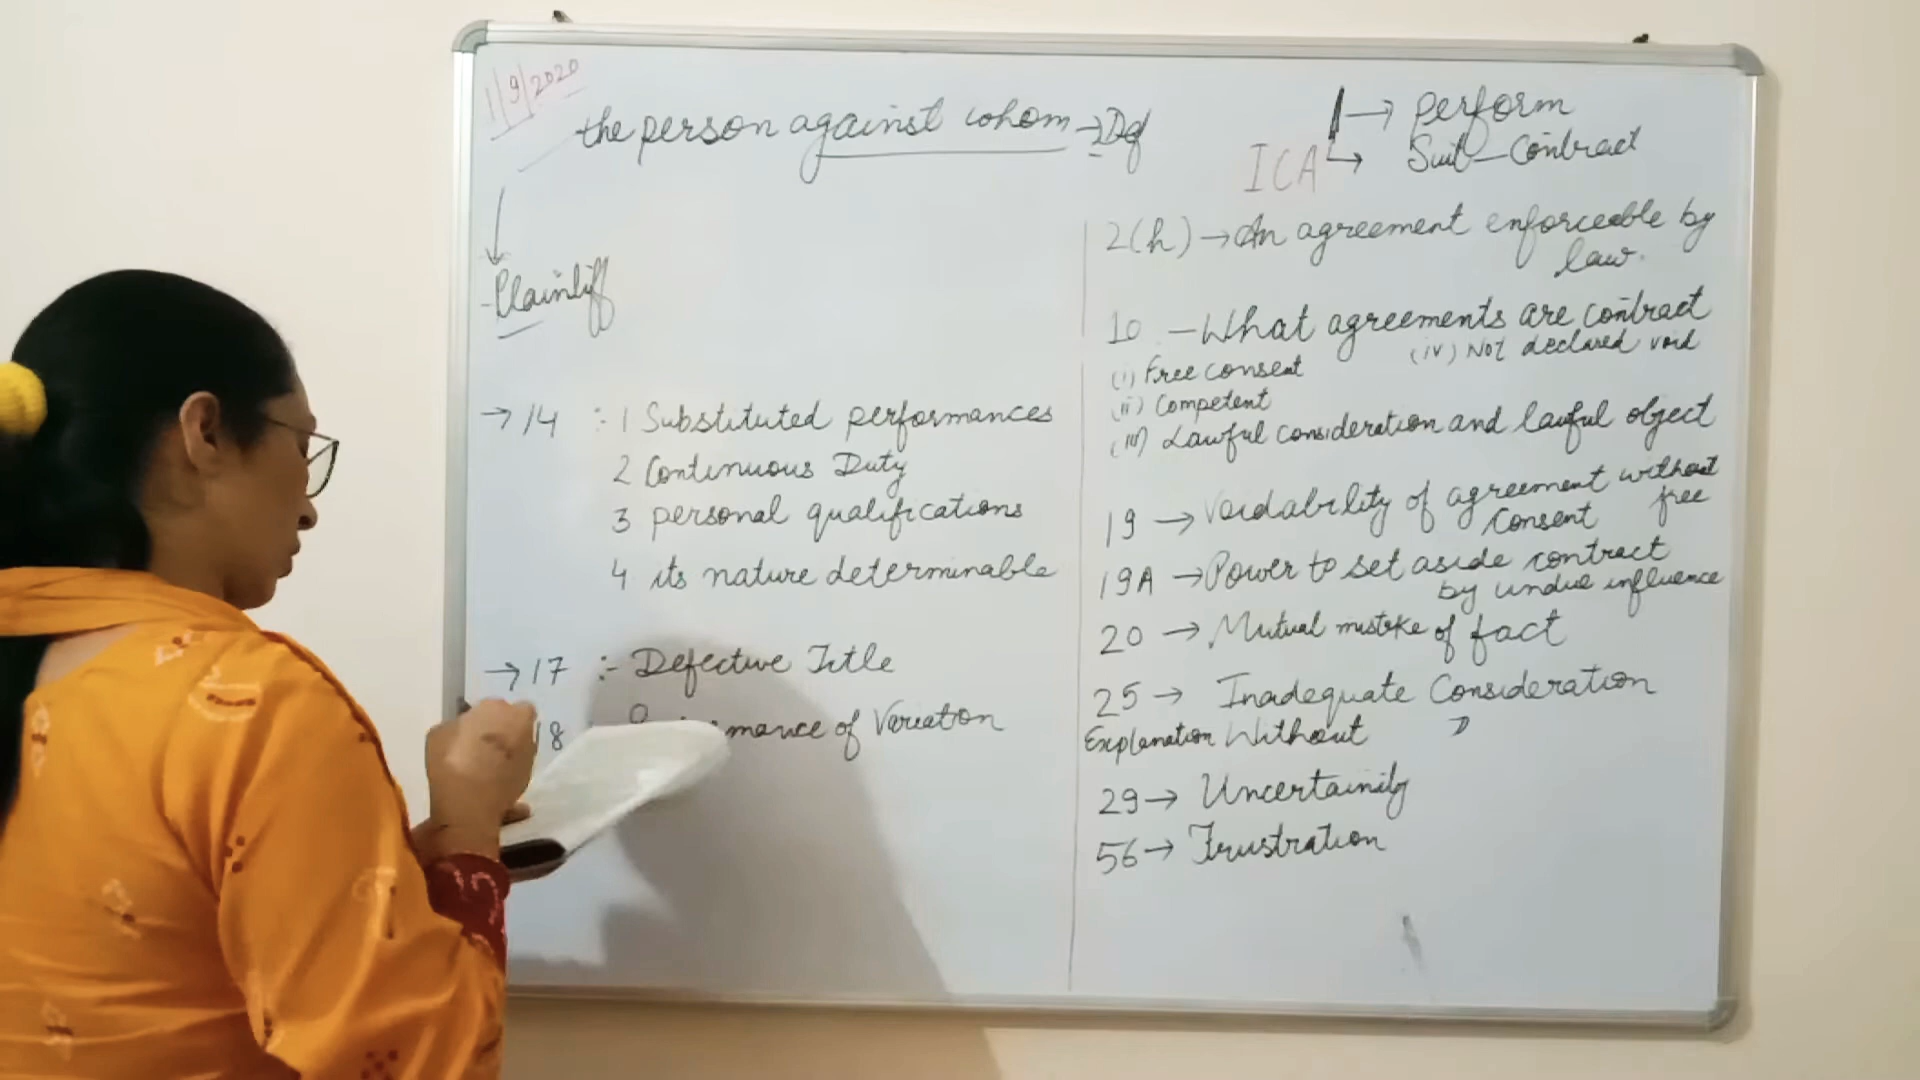 1/9/2020
the person against whom → Df
Plaintiff
→ 14 :- 1 Substituted performances
2 Continuous Duty
3 personal qualifications
4 its nature determinable
→ 17 :- Defective Title
18 of Variation
ICA → perform
→ Suit - Contract
2(h) → An agreement enforceable by
law.
10 - What agreements are contract
(i) Free consent (iv) Not declared void
(ii) Competent
(iii) Lawful consideration and lawful object
19 → Voidability of agreement without
free
Consent
19A → Power to set aside contract
by undue influence
20 → Mutual mistake of fact
25 → Inadequate Consideration
Explanation Without "
29 → Uncertainity
56 → Frustration